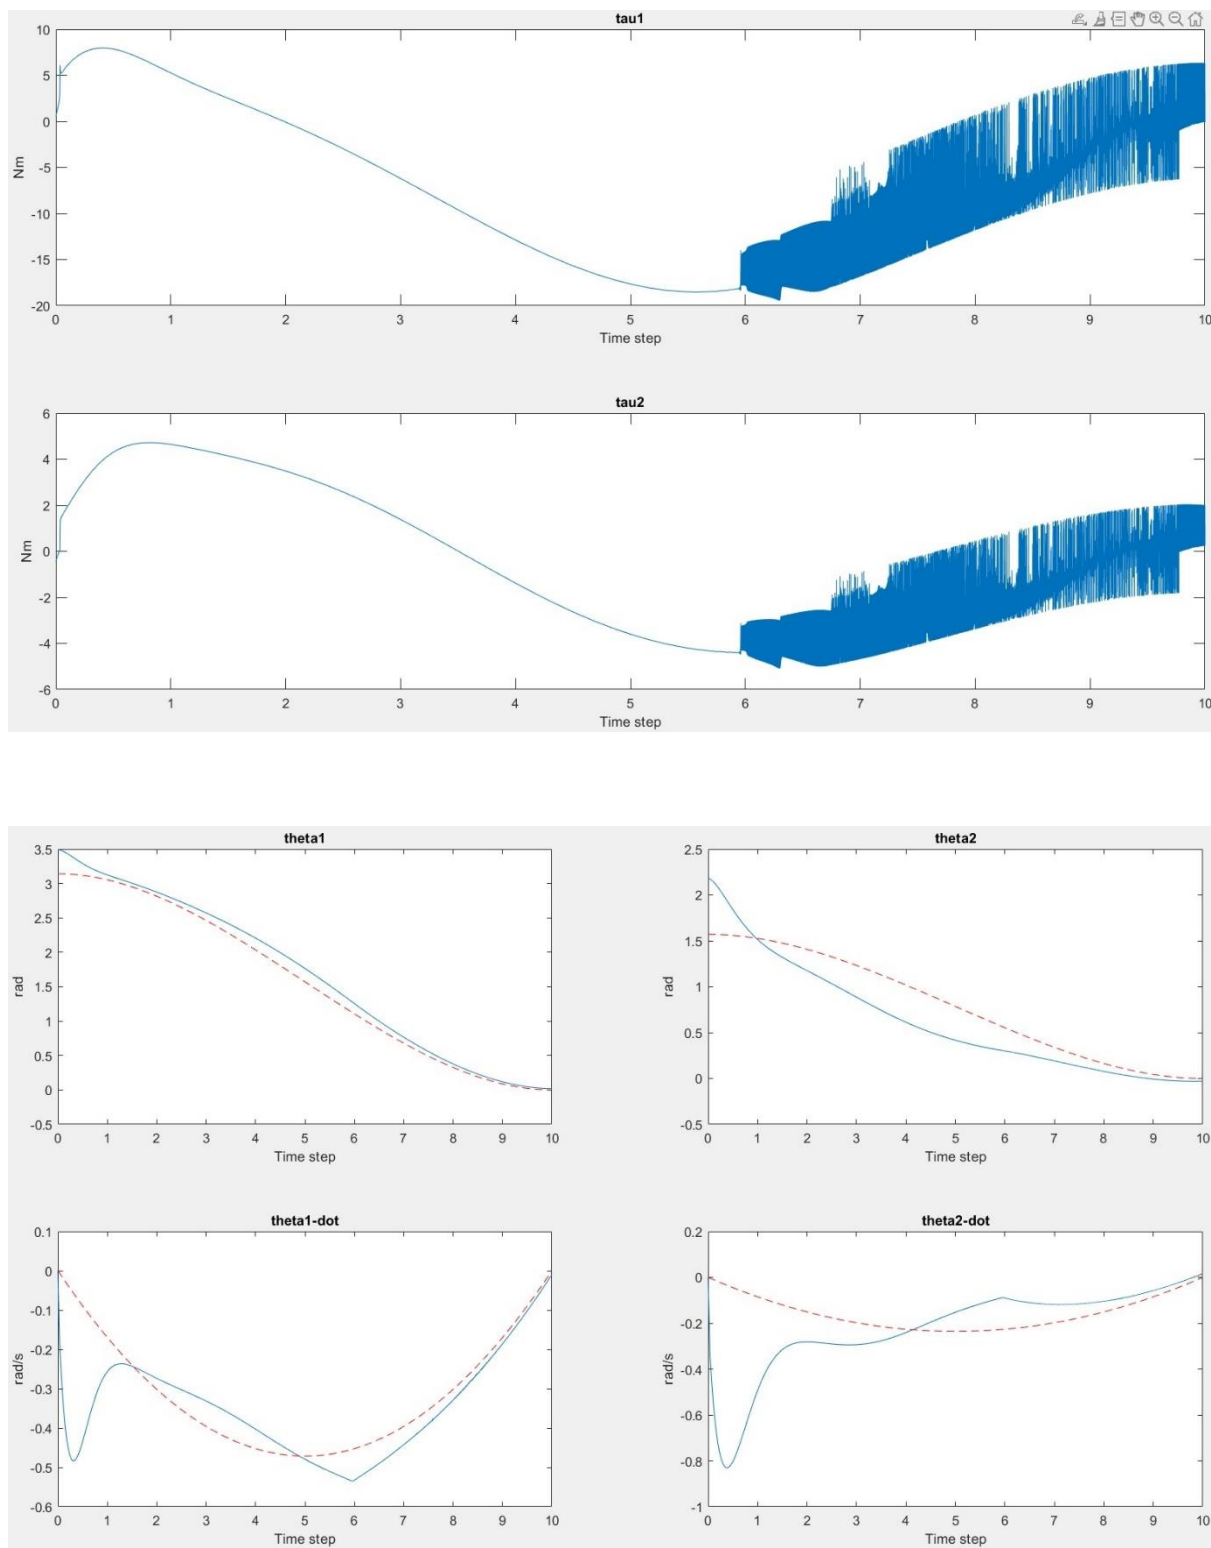 tau1
10
5
0
-5
-10
-15
-20
Nm
0 1 2 3 4 5 6 7 8 9 10
Time step
tau2
6
4
2
0
-2
-4
-6
Nm
0 1 2 3 4 5 6 7 8 9 10
Time step
theta1
3.5
3
2.5
2
1.5
1
0.5
0
-0.5
rad
0 1 2 3 4 5 6 7 8 9 10
Time step
theta2
2.5
2
1.5
1
0.5
0
-0.5
rad
0 1 2 3 4 5 6 7 8 9 10
Time step
theta1-dot
0.1
0
-0.1
-0.2
-0.3
-0.4
-0.5
-0.6
rad/s
0 1 2 3 4 5 6 7 8 9 10
Time step
theta2-dot
0.2
0
-0.2
-0.4
-0.6
-0.8
-1
rad/s
0 1 2 3 4 5 6 7 8 9 10
Time step